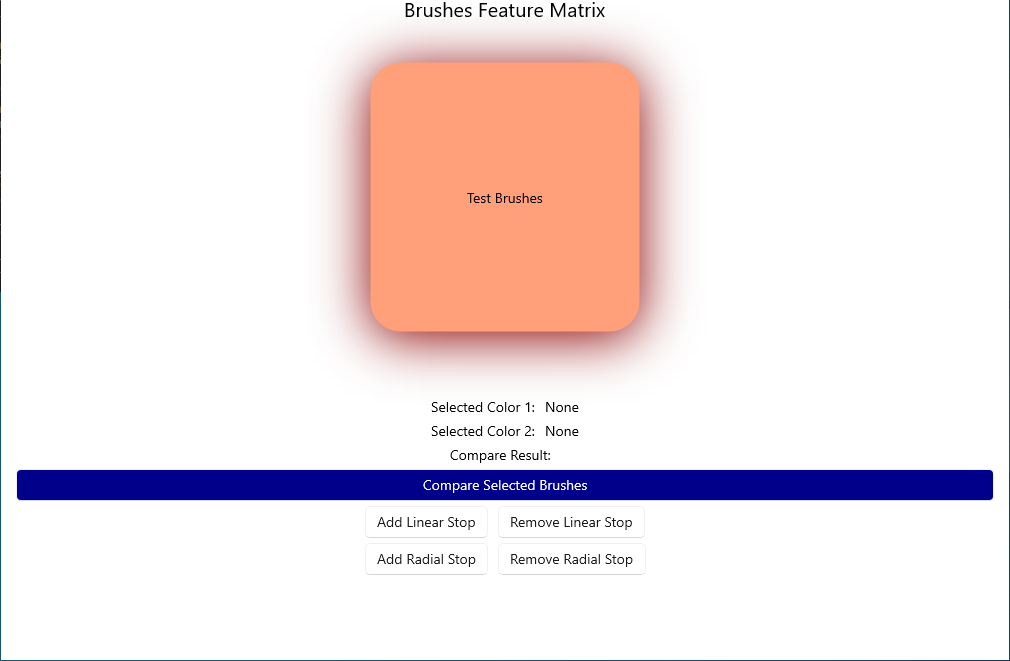 Brushes Feature Matrix
Test Brushes
Selected Color 1: None
Selected Color 2: None
Compare Result:
Compare Selected Brushes
Add Linear Stop Remove Linear Stop
Add Radial Stop Remove Radial Stop